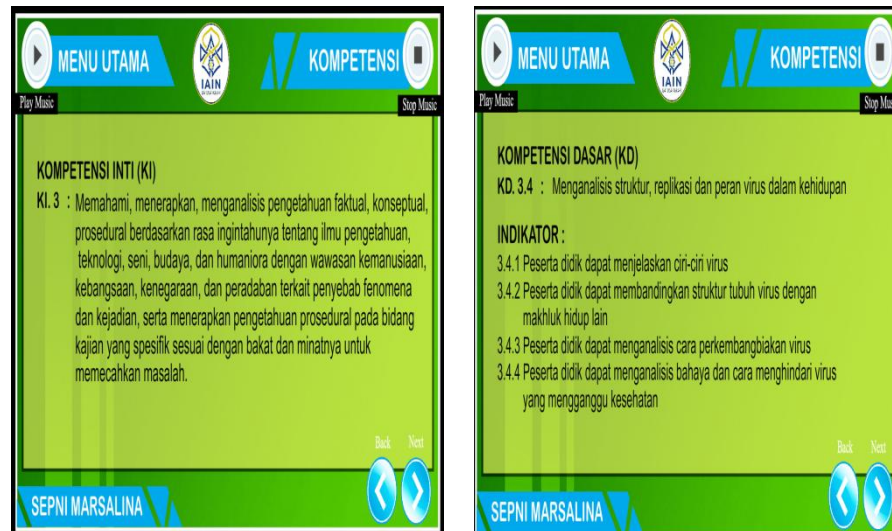 MENU UTAMA
IAIN
KOMPETENSI
Play Music
Stop Music
KOMPETENSI INTI (KI)
KI. 3 : Memahami, menerapkan, menganalisis pengetahuan faktual, konseptual,
prosedural berdasarkan rasa ingintahunya tentang ilmu pengetahuan,
teknologi, seni, budaya, dan humaniora dengan wawasan kemanusiaan,
kebangsaan, kenegaraan, dan peradaban terkait penyebab fenomena
dan kejadian, serta menerapkan pengetahuan prosedural pada bidang
kajian yang spesifik sesuai dengan bakat dan minatnya untuk
memecahkan masalah.
Back Next
SEPNI MARSALINA
MENU UTAMA
IAIN
KOMPETENSI
Play Music
Stop Mus
KOMPETENSI DASAR (KD)
KD. 3.4 : Menganalisis struktur, replikasi dan peran virus dalam kehidupan
INDIKATOR :
3.4.1 Peserta didik dapat menjelaskan ciri-ciri virus
3.4.2 Peserta didik dapat membandingkan struktur tubuh virus dengan
makhluk hidup lain
3.4.3 Peserta didik dapat menganalisis cara perkembangbiakan virus
3.4.4 Peserta didik dapat menganalisis bahaya dan cara menghindari virus
yang mengganggu kesehatan
Back Next
SEPNI MARSALINA